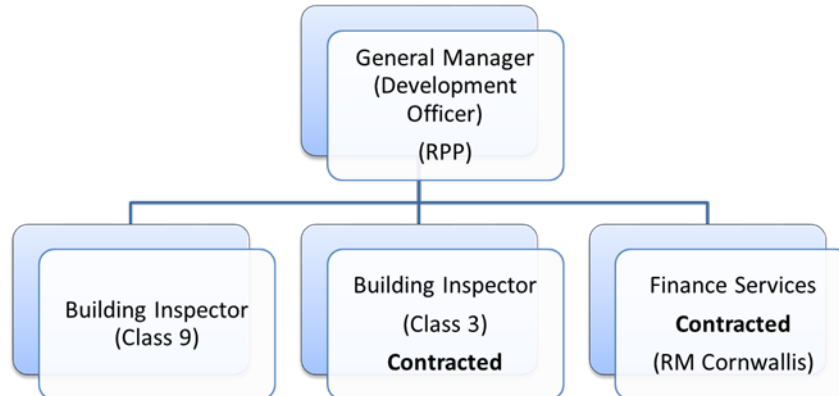 General Manager
(Development
Officer)
(RPP)
Building Inspector
(Class 9)
Building Inspector
(Class 3)
Contracted
Finance Services
Contracted
(RM Cornwallis)